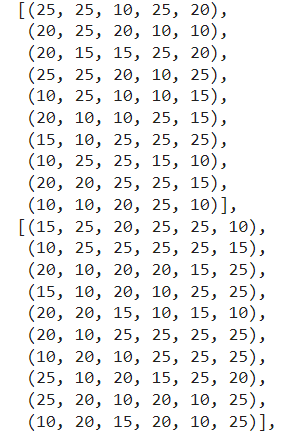 [(25, 25, 10, 25, 20),
(20, 25, 20, 10, 10),
(20, 15, 15, 25, 20),
(25, 25, 20, 10, 25),
(10, 25, 10, 10, 15),
(20, 10, 10, 25, 15),
(15, 10, 25, 25, 25),
(10, 25, 25, 15, 10),
(20, 20, 25, 25, 15),
(10, 10, 20, 25, 10)],
[(15, 25, 20, 25, 25, 10),
(10, 25, 25, 25, 25, 15),
(20, 10, 20, 20, 15, 25),
(15, 10, 20, 10, 25, 25),
(20, 20, 15, 10, 15, 10),
(20, 10, 25, 25, 25, 25),
(10, 20, 10, 25, 25, 25),
(25, 10, 20, 15, 25, 20),
(25, 20, 10, 20, 10, 25),
(10, 20, 15, 20, 10, 25)],